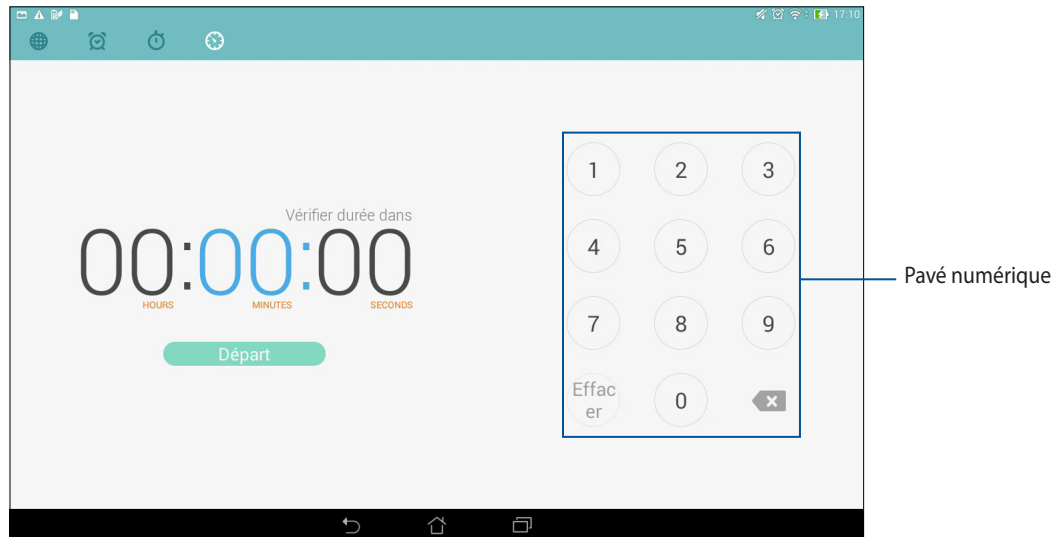 17:10
Vérifier durée dans
00:00:00
HOURS MINUTES SECONDS
Départ
1 2 3
4 5 6
7 8 9
Effac
er
0
Pavé numérique